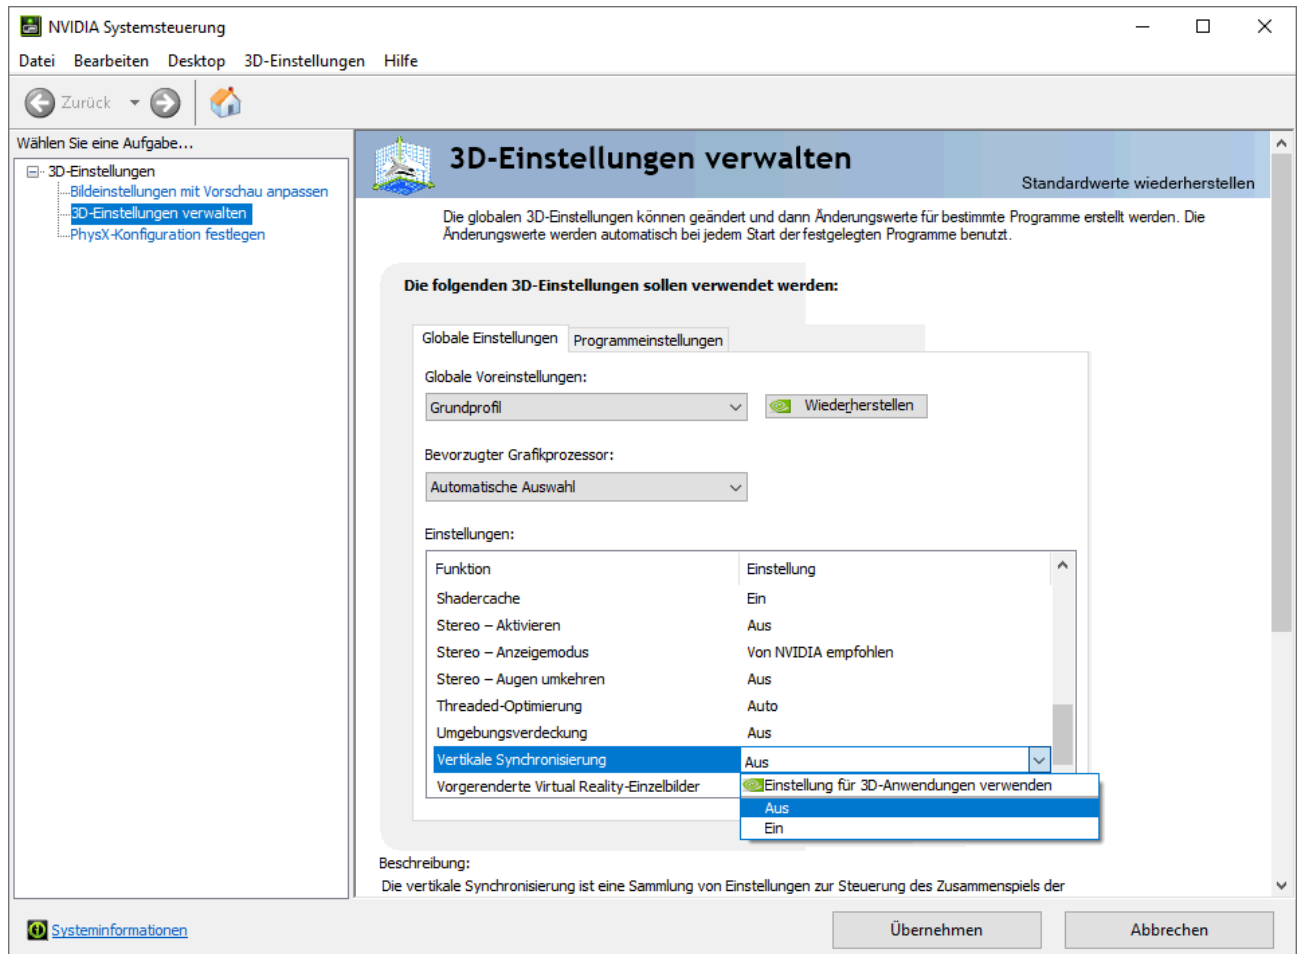 NVIDIA Systemsteuerung
Datei Bearbeiten Desktop 3D-Einstellungen Hilfe
Zurück
Wählen Sie eine Aufgabe...
3D-Einstellungen
Bildeinstellungen mit Vorschau anpassen
3D-Einstellungen verwalten
PhysX-Konfiguration festlegen
3D-Einstellungen verwalten
Standardwerte wiederherstellen
Die globalen 3D-Einstellungen können geändert und dann Änderungswerte für bestimmte Programme erstellt werden. Die
Änderungswerte werden automatisch bei jedem Start der festgelegten Programme benutzt.
Die folgenden 3D-Einstellungen sollen verwendet werden:
Globale Einstellungen Programmeinstellungen
Globale Voreinstellungen:
Grundprofil Wiederherstellen
Bevorzugter Grafikprozessor:
Automatische Auswahl
Einstellungen:
Funktion Einstellung
Shadercache Ein
Stereo – Aktivieren Aus
Stereo – Anzeigemodus Von NVIDIA empfohlen
Stereo – Augen umkehren Aus
Threaded-Optimierung Auto
Umgebungsverdeckung Aus
Vertikale Synchronisierung Aus
Vorgerenderte Virtual Reality-Einzelbilder Einstellung für 3D-Anwendungen verwenden
Aus
Ein
Beschreibung:
Die vertikale Synchronisierung ist eine Sammlung von Einstellungen zur Steuerung des Zusammenspiels der
Systeminformationen Übernehmen Abbrechen